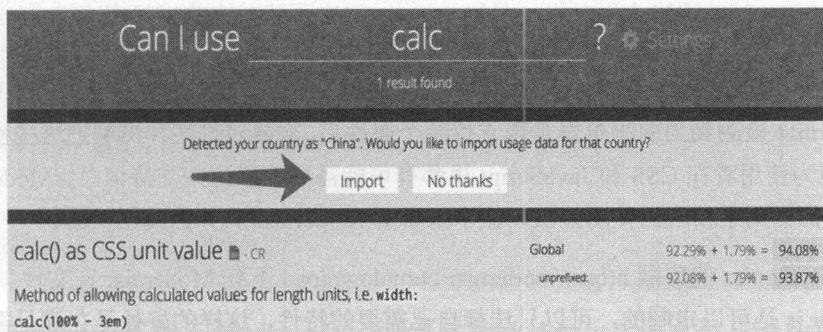 Can I use calc ? Settings
1 result found
Detected your country as "China". Would you like to import usage data for that country?
Import No thanks
calc() as CSS unit value - CR
Method of allowing calculated values for length units, i.e. width:
calc(100% - 3em)
Global 92.29% + 1.79% = 94.08%
unprefixed: 92.08% + 1.79% = 93.87%